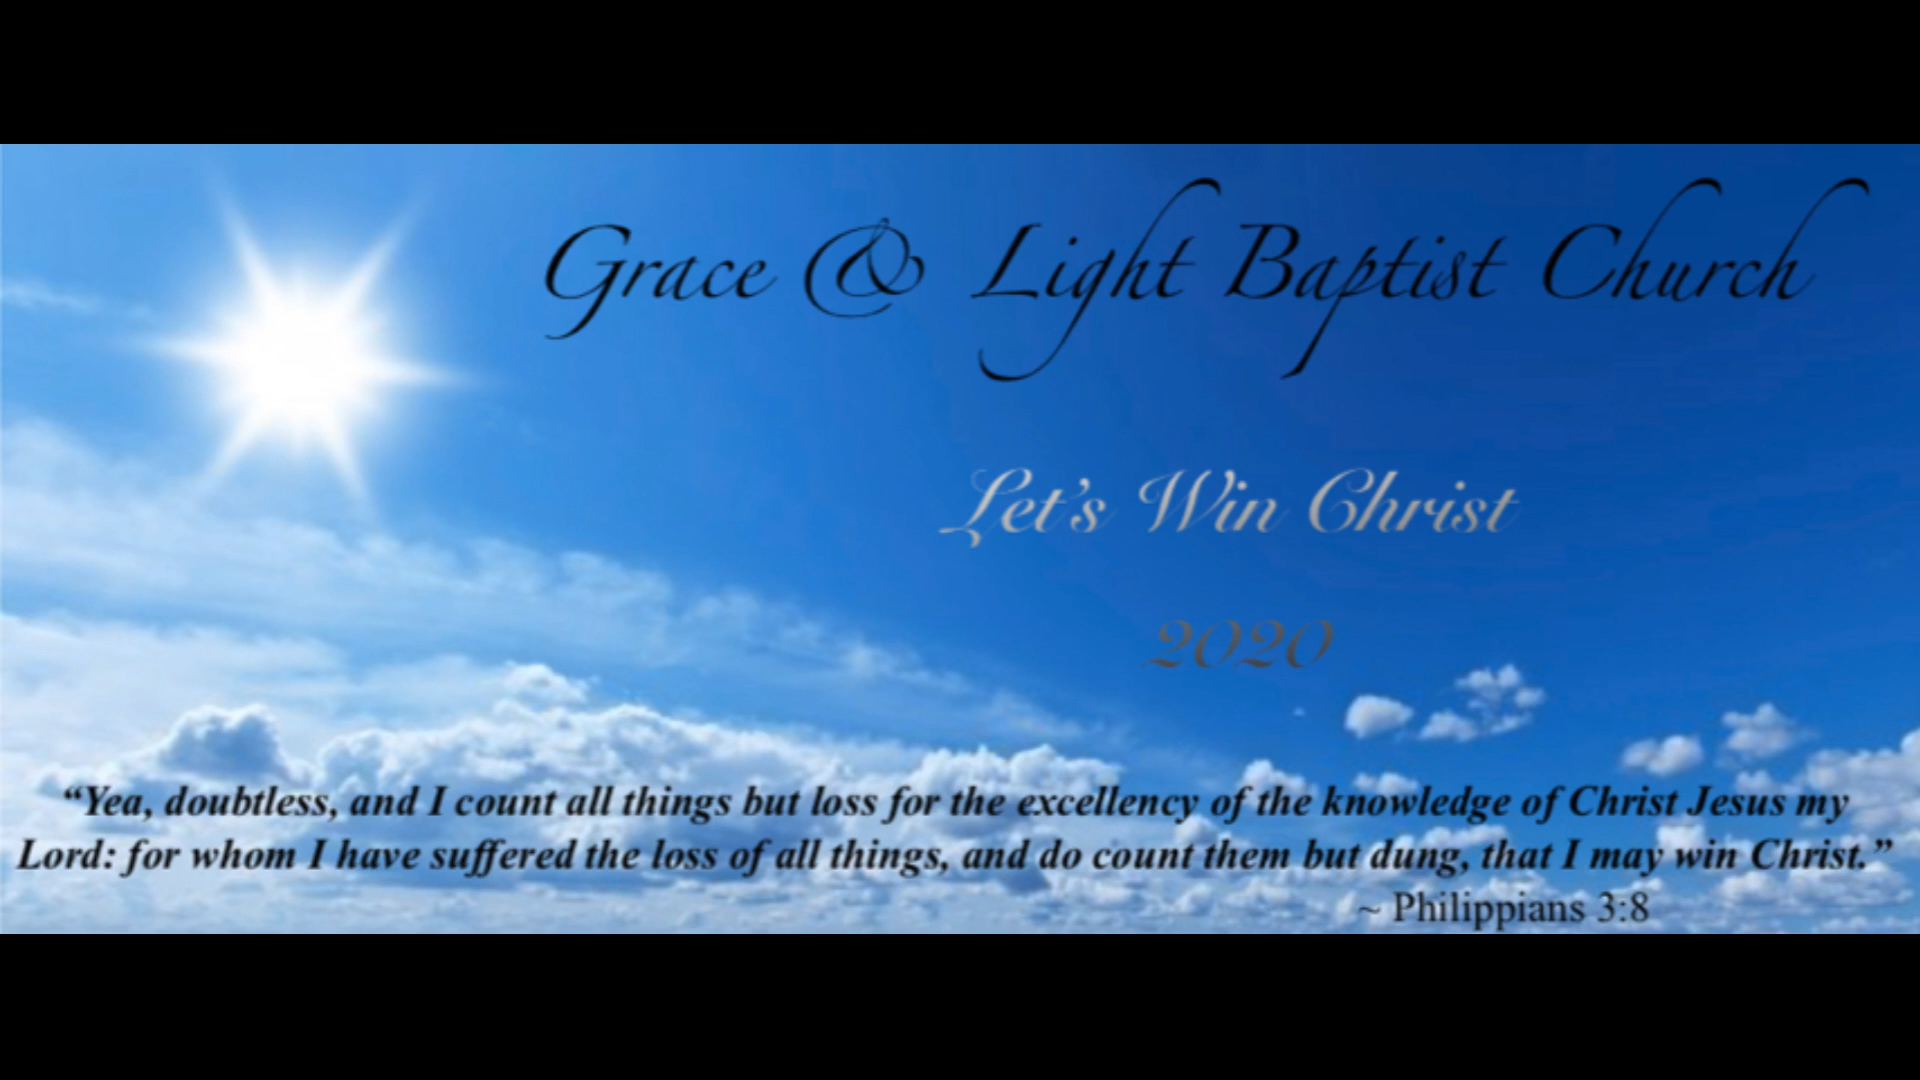 Grace & Light Baptist Church
Let's Win Christ
2020
“Yea, doubtless, and I count all things but loss for the excellency of the knowledge of Christ Jesus my
Lord: for whom I have suffered the loss of all things, and do count them but dung, that I may win Christ.”
~ Philippians 3:8